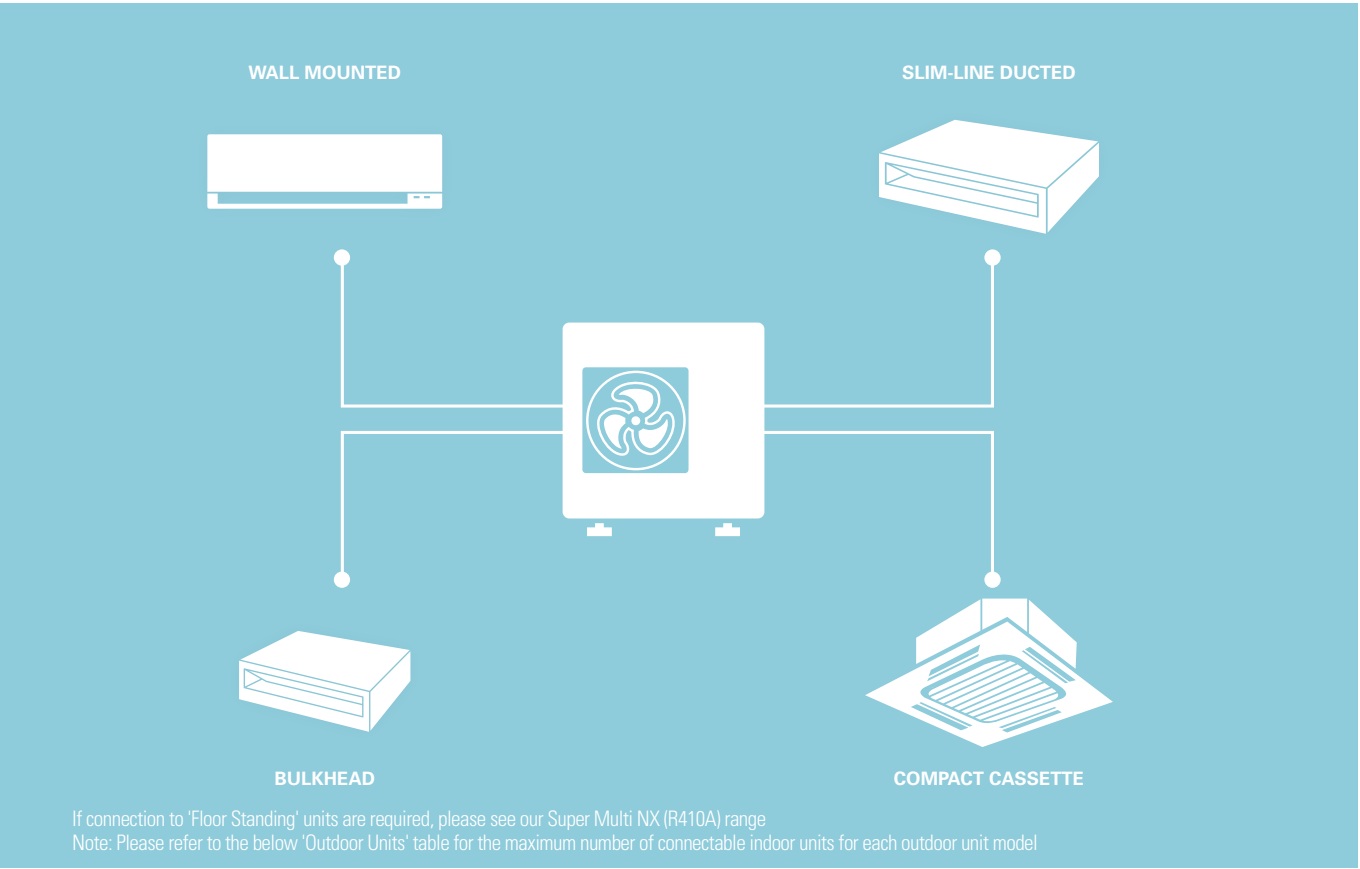 WALL MOUNTED
SLIM-LINE DUCTED
BULKHEAD
COMPACT CASSETTE
If connection to 'Floor Standing' units are required, please see our Super Multi NX (R410A) range
Note: Please refer to the below 'Outdoor Units' table for the maximum number of connectable indoor units for each outdoor unit model